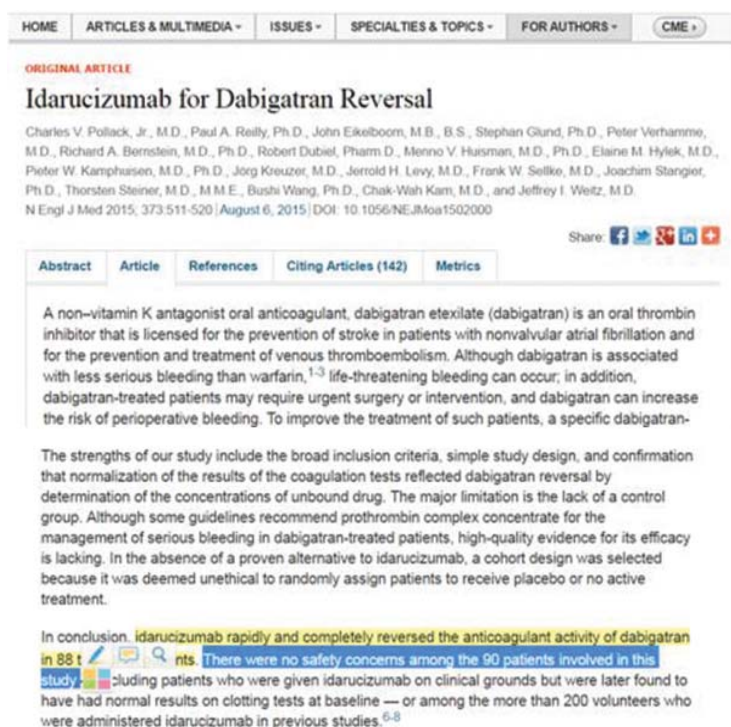 HOME ARTICLES & MULTIMEDIA ISSUES SPECIALTIES & TOPICS FOR AUTHORS CME
ORIGINAL ARTICLE
Idarucizumab for Dabigatran Reversal
Charles V. Pollack, Jr., M.D., Paul A. Reilly, Ph.D., John Eikelboom, M.B., B.S., Stephan Glund, Ph.D., Peter Verhamme,
M.D., Richard A. Bernstein, M.D., Ph.D., Robert Dubiel, Pharm.D., Menno V. Huisman, M.D., Ph.D., Elaine M. Hylek, M.D.,
Pieter W. Kamphuisen, M.D., Ph.D., Jorg Kreuzer, M.D., Jerrold H. Levy, M.D., Frank W. Sellke, M.D., Joachim Stangier,
Ph.D., Thorsten Steiner, M.D., M.M.E., Bushi Wang, Ph.D., Chak-Wah Kam, M.D., and Jeffrey I. Weitz, M.D.
N Engl J Med 2015; 373:511-520 | August 6, 2015 | DOI: 10.1056/NEJMoa1502000
Share:
Abstract Article References Citing Articles (142) Metrics
A non–vitamin K antagonist oral anticoagulant, dabigatran etexilate (dabigatran) is an oral thrombin
inhibitor that is licensed for the prevention of stroke in patients with nonvalvular atrial fibrillation and
for the prevention and treatment of venous thromboembolism. Although dabigatran is associated
with less serious bleeding than warfarin,1-3 life-threatening bleeding can occur; in addition,
dabigatran-treated patients may require urgent surgery or intervention, and dabigatran can increase
the risk of perioperative bleeding. To improve the treatment of such patients, a specific dabigatran-
The strengths of our study include the broad inclusion criteria, simple study design, and confirmation
that normalization of the results of the coagulation tests reflected dabigatran reversal by
determination of the concentrations of unbound drug. The major limitation is the lack of a control
group. Although some guidelines recommend prothrombin complex concentrate for the
management of serious bleeding in dabigatran-treated patients, high-quality evidence for its efficacy
is lacking. In the absence of a proven alternative to idarucizumab, a cohort design was selected
because it was deemed unethical to randomly assign patients to receive placebo or no active
treatment.
In conclusion, idarucizumab rapidly and completely reversed the anticoagulant activity of dabigatran
in 88 t nts. There were no safety concerns among the 90 patients involved in this
study cluding patients who were given idarucizumab on clinical grounds but were later found to
have had normal results on clotting tests at baseline — or among the more than 200 volunteers who
were administered idarucizumab in previous studies.6-8